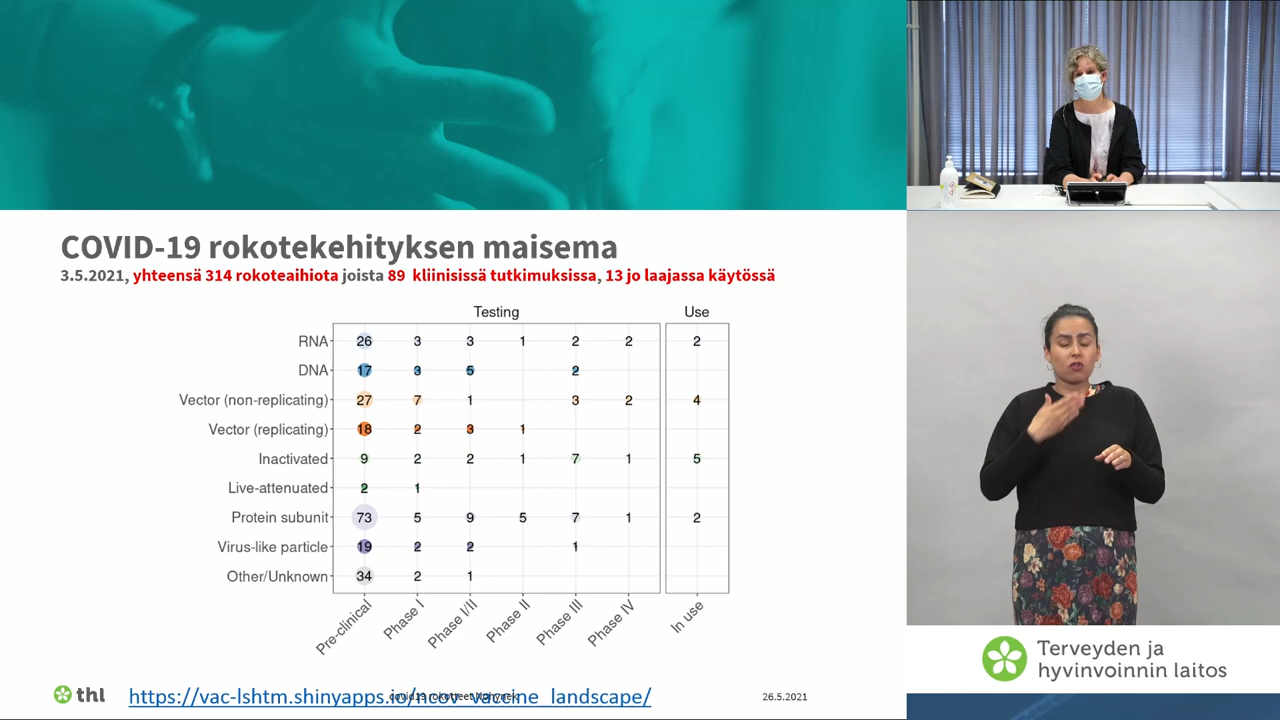 COVID-19 rokotekehityksen maisema
3.5.2021, yhteensä 314 rokoteaihiota joista 89 kliinisissä tutkimuksissa, 13 jo laajassa käytössä
Testing Use
RNA 26 3 3 1 2 2 2
DNA 17 3 5 2
Vector (non-replicating) 27 7 1 3 2 4
Vector (replicating) 18 2 3 1
Inactivated 9 2 2 1 7 1 5
Live-attenuated 2 1
Protein subunit 73 5 9 5 7 1 2
Virus-like particle 19 2 2 1
Other/Unknown 34 2 1
Pre-clinical Phase I Phase I/II Phase II Phase III Phase IV In use
thl https://vac-lshtm.shinyapps.io/ncov_vaccine_landscape/
covid19 rokotteet 26.5.2021
Terveyden ja
hyvinvoinnin laitos